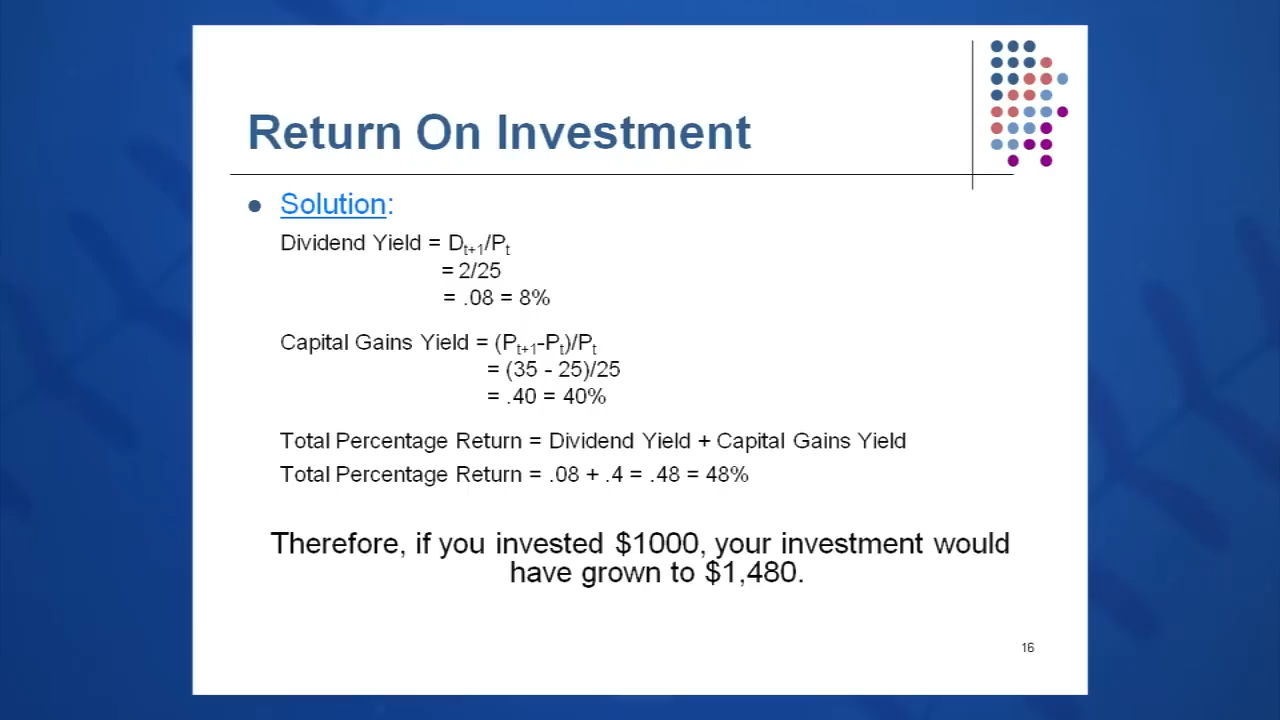 Return On Investment
Solution:
Dividend Yield = Dt+1/Pt
= 2/25
= .08 = 8%
Capital Gains Yield = (Pt+1-Pt)/Pt
= (35 - 25)/25
= .40 = 40%
Total Percentage Return = Dividend Yield + Capital Gains Yield
Total Percentage Return = .08 + .4 = .48 = 48%
Therefore, if you invested $1000, your investment would
have grown to $1,480.
16